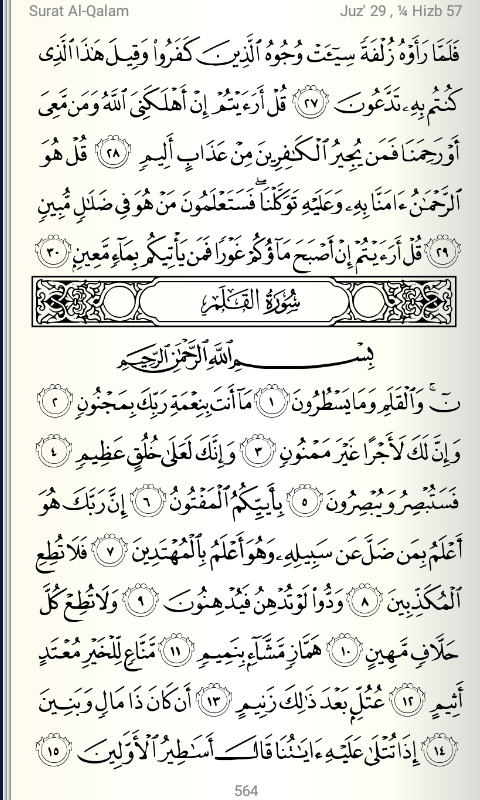 Surat Al-Qalam
Juz' 29 , ¼ Hizb 57
فَلَمَّا رَأَوْهُ زُلْفَةً سِيٓـَٔتْ وُجُوهُ ٱلَّذِينَ كَفَرُواْ وَقِيلَ هَٰذَا ٱلَّذِى
كُنتُم بِهِۦ تَدَّعُونَ ٢٧ قُلْ أَرَءَيْتُمْ إِنْ أَهْلَكَنِىَ ٱللَّهُ وَمَن مَّعِىَ
أَوْ رَحِمَنَا فَمَن يُجِيرُ ٱلْكَٰفِرِينَ مِنْ عَذَابٍ أَلِيمٍ ٢٨ قُلْ هُوَ
ٱلرَّحْمَٰنُ ءَامَنَّا بِهِۦ وَعَلَيْهِ تَوَكَّلْنَا ۖ فَسَتَعْلَمُونَ مَنْ هُوَ فِى ضَلَٰلٍ مُّبِينٍ
٢٩ قُلْ أَرَءَيْتُمْ إِنْ أَصْبَحَ مَآؤُكُمْ غَوْرًا فَمَن يَأْتِيكُم بِمَآءٍ مَّعِينٍۭ ٣٠
سُورَةُ القَلَمِ
بِسْمِ ٱللَّهِ ٱلرَّحْمَٰنِ ٱلرَّحِيمِ
نٓ ۚ وَٱلْقَلَمِ وَمَا يَسْطُرُونَ ١ مَآ أَنتَ بِنِعْمَةِ رَبِّكَ بِمَجْنُونٍ ٢
وَإِنَّ لَكَ لَأَجْرًا غَيْرَ مَمْنُونٍ ٣ وَإِنَّكَ لَعَلَىٰ خُلُقٍ عَظِيمٍ ٤
فَسَتُبْصِرُ وَيُبْصِرُونَ ٥ بِأَييِّكُمُ ٱلْمَفْتُونُ ٦ إِنَّ رَبَّكَ هُوَ
أَعْلَمُ بِمَن ضَلَّ عَن سَبِيلِهِۦ وَهُوَ أَعْلَمُ بِٱلْمُهْتَدِينَ ٧ فَلَا تُطِعِ
ٱلْمُكَذِّبِينَ ٨ وَدُّواْ لَوْ تُدْهِنُ فَيُدْهِنُونَ ٩ وَلَا تُطِعْ كُلَّ
حَلَّافٍ مَّهِينٍ ١٠ هَمَّازٍ مَّشَّآءٍۭ بِنَمِيمٍ ١١ مَّنَّاعٍ لِّلْخَيْرِ مُعْتَدٍ
أَثِيمٍ ١٢ عُتُلٍّۭ بَعْدَ ذَٰلِكَ زَنِيمٍ ١٣ أَن كَانَ ذَا مَالٍ وَبَنِينَ
١٤ إِذَا تُتْلَىٰ عَلَيْهِ ءَايَٰتُنَا قَالَ أَسَٰطِيرُ ٱلْأَوَّلِينَ ١٥
564